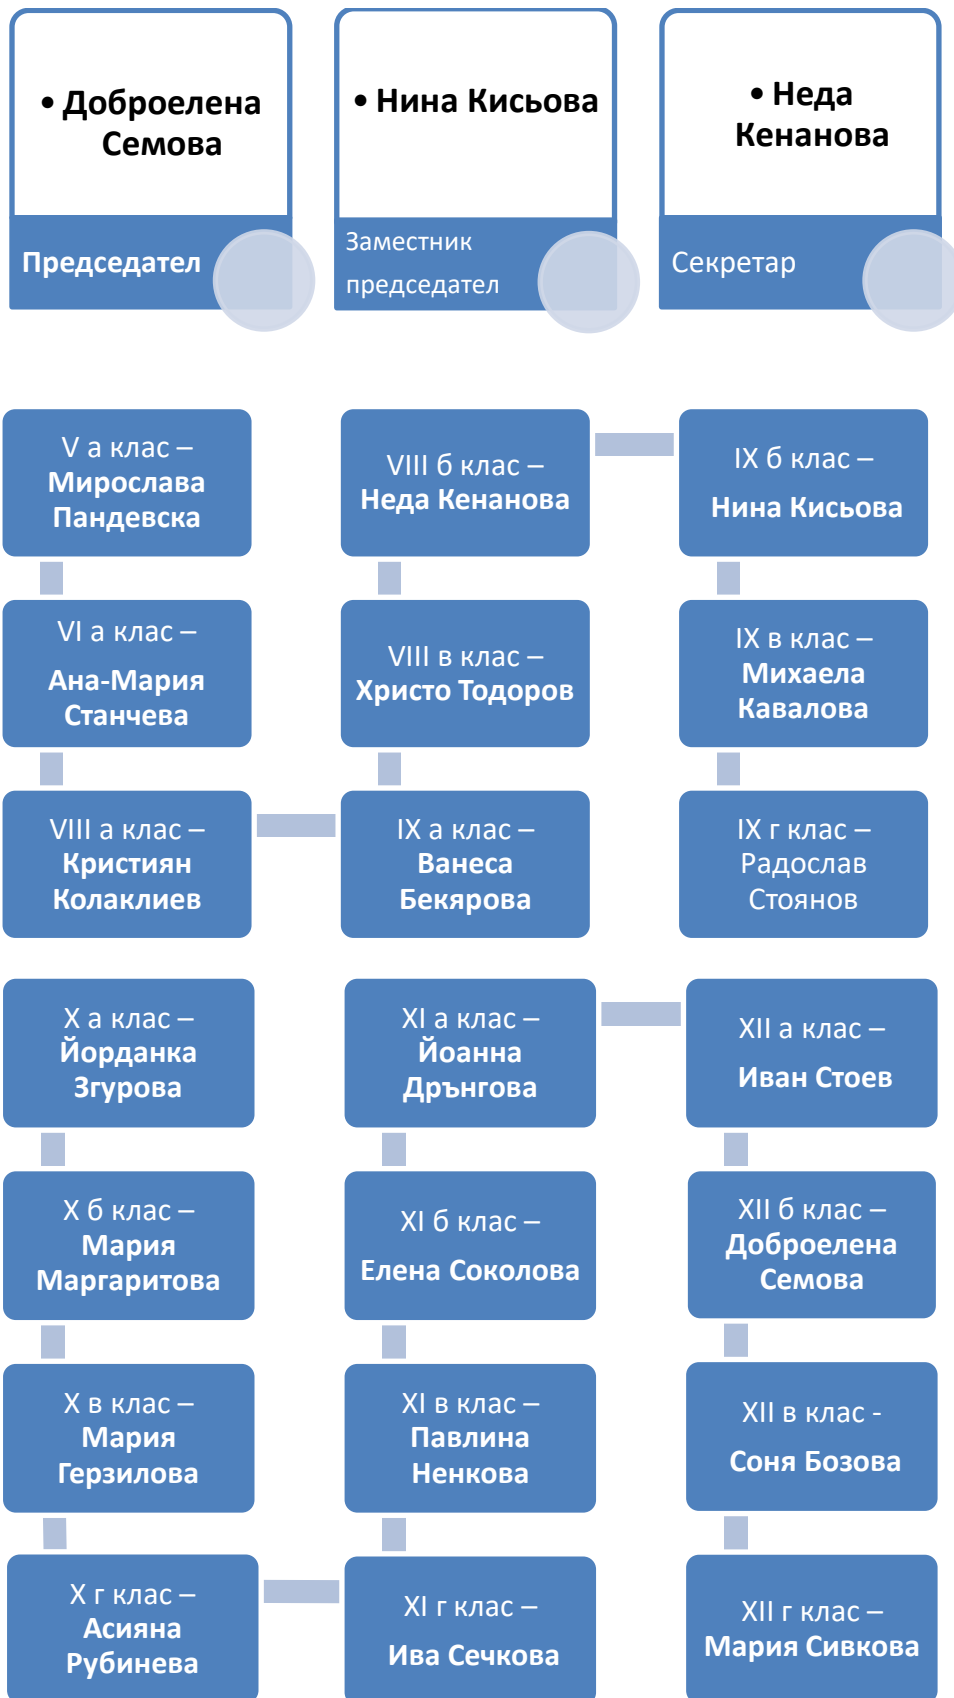 • Доброелена
Семова
Председател
• Нина Кисьова
Заместник
председател
• Неда
Кенанова
Секретар
V а клас –
Мирослава
Пандевска
VI а клас –
Ана-Мария
Станчева
VIII а клас –
Кристиян
Колаклиев
IX а клас –
Ванеса
Бекярова
VIII в клас –
Христо Тодоров
VIII б клас –
Неда Кенанова
IX б клас –
Нина Кисьова
IX в клас –
Михаела
Кавалова
IX г клас –
Радослав
Стоянов
X а клас –
Йорданка
Згурова
X б клас –
Мария
Маргаритова
X в клас –
Мария
Герзилова
X г клас –
Асияна
Рубинева
XI г клас –
Ива Сечкова
XI в клас –
Павлина
Ненкова
XI б клас –
Елена Соколова
XI а клас –
Йоанна
Дрънгова
XII а клас –
Иван Стоев
XII б клас –
Доброелена
Семова
XII в клас -
Соня Бозова
XII г клас –
Мария Сивкова